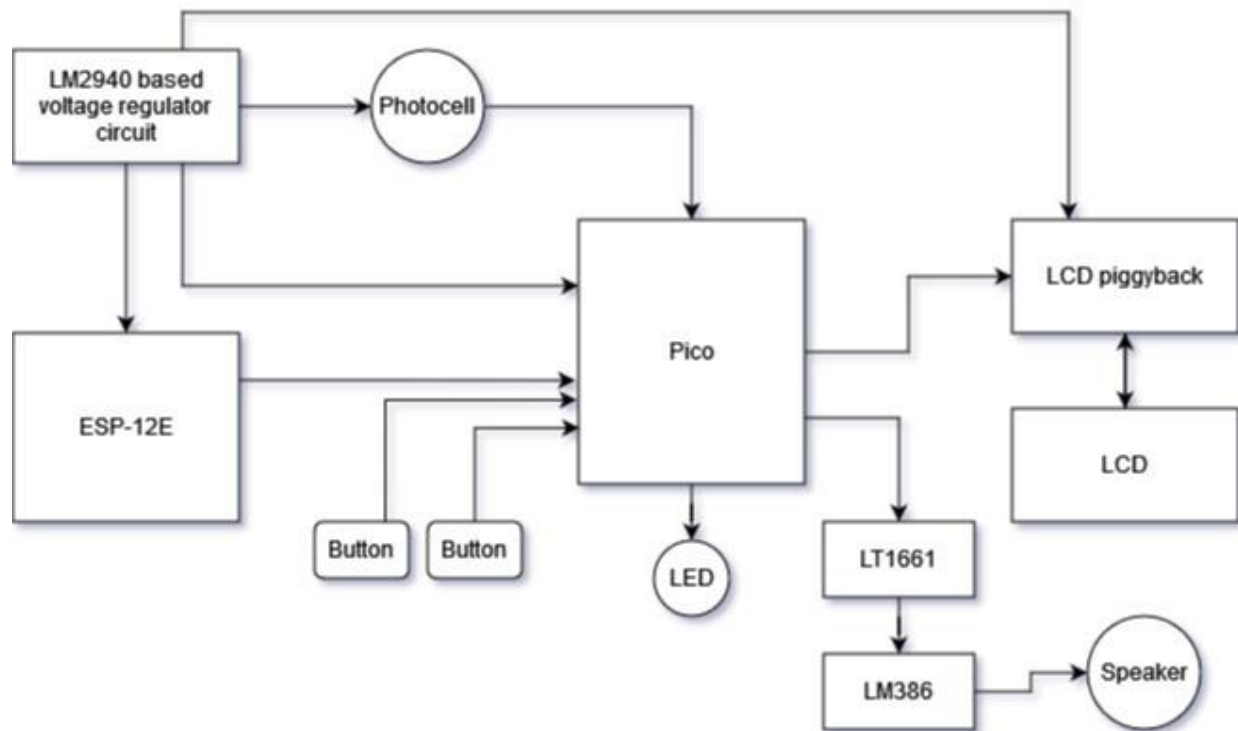 LM2940 based
voltage regulator
circuit
Photocell
LCD piggyback
Pico
ESP-12E
LCD
Button
Button
LED
LT1661
LM386
Speaker